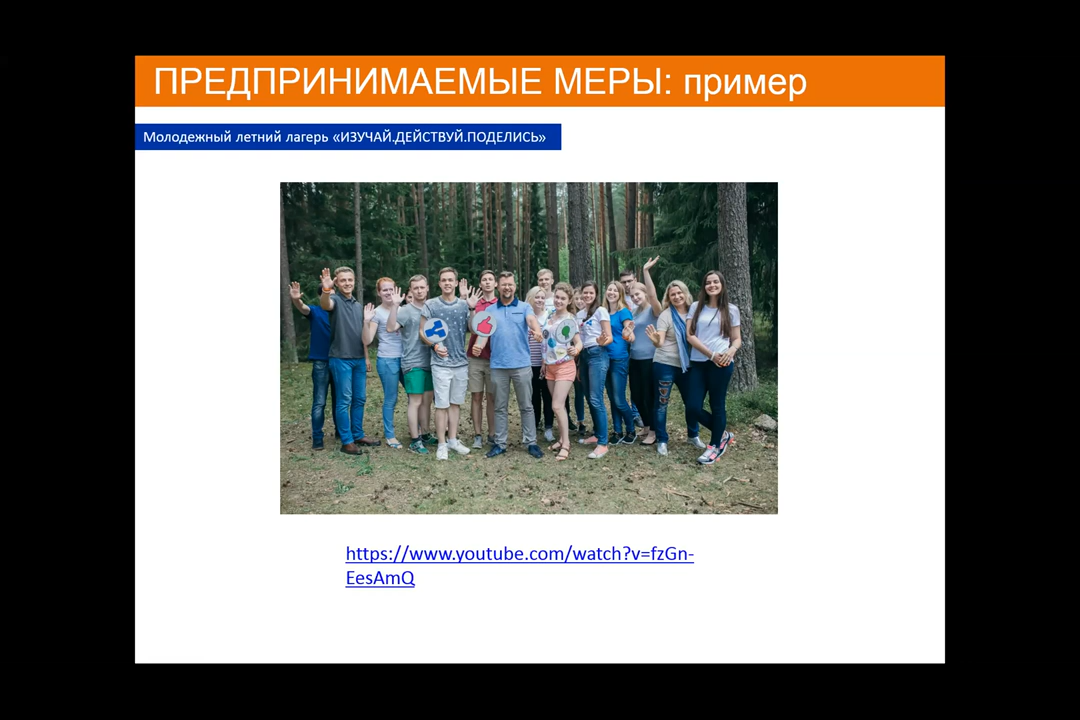 ПРЕДПРИНИМАЕМЫЕ МЕРЫ: пример
Молодежный летний лагерь «ИЗУЧАЙ.ДЕЙСТВУЙ.ПОДЕЛИСЬ»
https://www.youtube.com/watch?v=fzGn-
EesAmQ